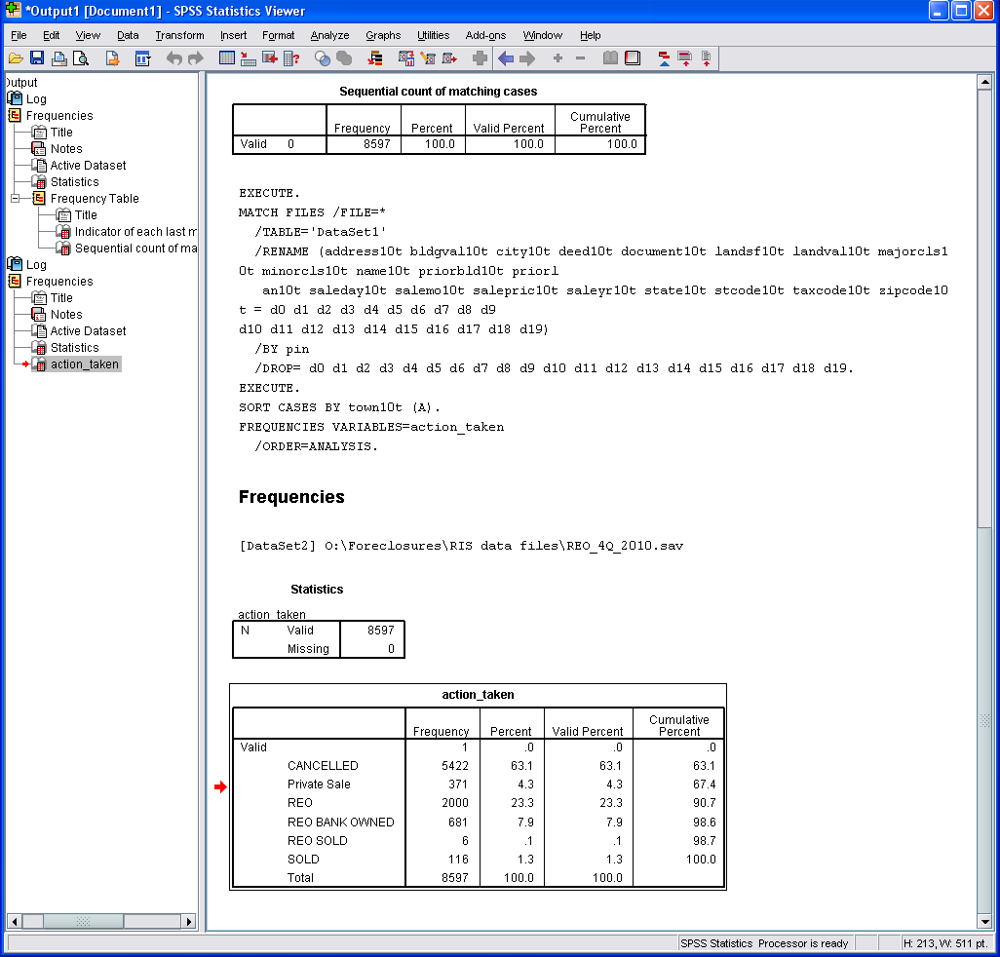 *Output1 [Document1] - SPSS Statistics Viewer
File Edit View Data Transform Insert Format Analyze Graphs Utilities Add-ons Window Help
Output
Log
Frequencies
Title
Notes
Active Dataset
Statistics
Frequency Table
Title
Indicator of each last m
Sequential count of ma
Log
Frequencies
Title
Notes
Active Dataset
Statistics
action_taken
Sequential count of matching cases
Frequency Percent Valid Percent Cumulative Percent
Valid 0 8597 100.0 100.0 100.0
EXECUTE.
MATCH FILES /FILE=*
/TABLE='DataSet1'
/RENAME (address10t bldgval10t city10t deed10t document10t landsf10t landval10t majorcls1
0t minorcls10t name10t priorbld10t priorl
an10t saleday10t salemo10t salepric10t saleyr10t state10t stcode10t taxcode10t zipcode10
t = d0 d1 d2 d3 d4 d5 d6 d7 d8 d9
d10 d11 d12 d13 d14 d15 d16 d17 d18 d19)
/BY pin
/DROP= d0 d1 d2 d3 d4 d5 d6 d7 d8 d9 d10 d11 d12 d13 d14 d15 d16 d17 d18 d19.
EXECUTE.
SORT CASES BY town10t (A).
FREQUENCIES VARIABLES=action_taken
/ORDER=ANALYSIS.
Frequencies
[DataSet2] O:\Foreclosures\RIS data files\REO_4Q_2010.sav
Statistics
action_taken
N Valid 8597
Missing 0
action_taken
Frequency Percent Valid Percent Cumulative Percent
Valid 1 .0 .0 .0
CANCELLED 5422 63.1 63.1 63.1
Private Sale 371 4.3 4.3 67.4
REO 2000 23.3 23.3 90.7
REO BANK OWNED 681 7.9 7.9 98.6
REO SOLD 6 .1 .1 98.7
SOLD 116 1.3 1.3 100.0
Total 8597 100.0 100.0
SPSS Statistics Processor is ready
H: 213, W: 511 pt.